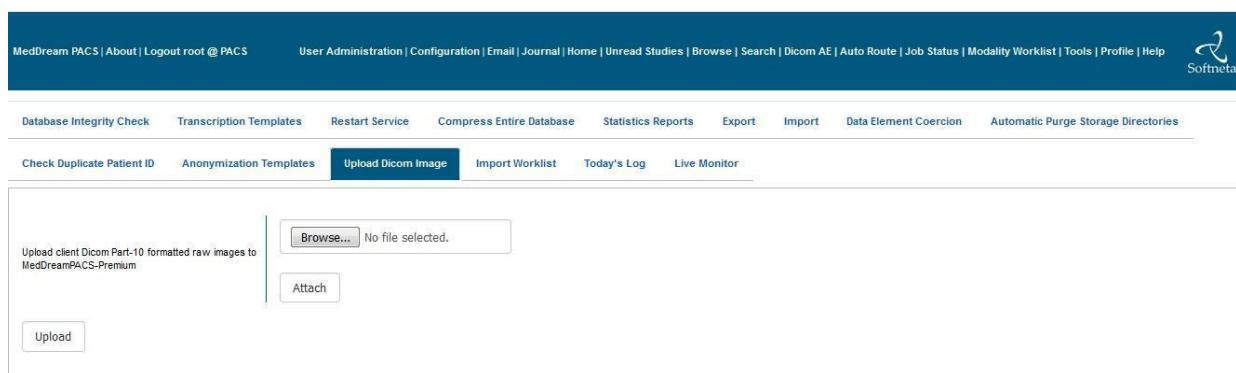 MedDream PACS | About | Logout root @ PACS User Administration | Configuration | Email | Journal | Home | Unread Studies | Browse | Search | Dicom AE | Auto Route | Job Status | Modality Worklist | Tools | Profile | Help
Softneta
Database Integrity Check Transcription Templates Restart Service Compress Entire Database Statistics Reports Export Import Data Element Coercion Automatic Purge Storage Directories
Check Duplicate Patient ID Anonymization Templates Upload Dicom Image Import Worklist Today's Log Live Monitor
Browse... No file selected.
Upload client Dicom Part-10 formatted raw images to
MedDreamPACS-Premium
Attach
Upload